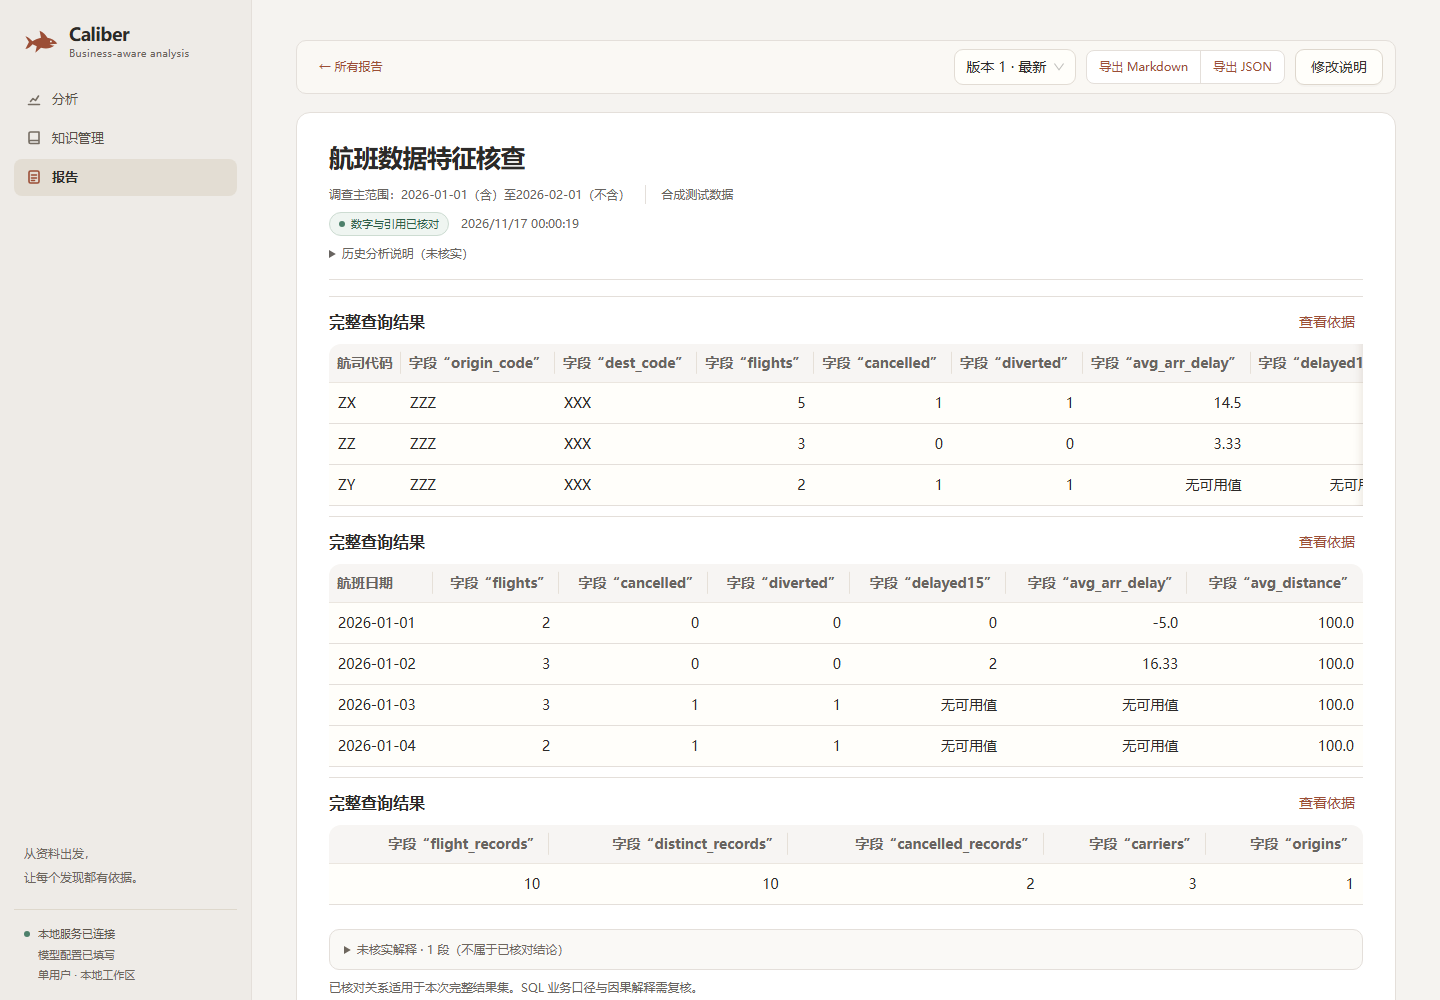 Caliber
Business-aware analysis
分析
知识管理
报告
从资料出发，
让每个发现都有依据。
本地服务已连接
模型配置已填写
单用户 · 本地工作区
← 所有报告
版本 1 · 最新
导出 Markdown
导出 JSON
修改说明
航班数据特征核查
调查主范围：2026-01-01（含）至2026-02-01（不含）
合成测试数据
数字与引用已核对
2026/11/17 00:00:19
历史分析说明（未核实）
完整查询结果
查看依据
航司代码 字段 “origin_code” 字段 “dest_code” 字段 “flights” 字段 “cancelled” 字段 “diverted” 字段 “avg_arr_delay” 字段 “delayed1
ZX ZZZ XXX 5 1 1 14.5
ZZ ZZZ XXX 3 0 0 3.33
ZY ZZZ XXX 2 1 1 无可用值 无可
完整查询结果
查看依据
航班日期 字段 “flights” 字段 “cancelled” 字段 “diverted” 字段 “delayed15” 字段 “avg_arr_delay” 字段 “avg_distance”
2026-01-01 2 0 0 0 -5.0 100.0
2026-01-02 3 0 0 2 16.33 100.0
2026-01-03 3 1 1 无可用值 无可用值 100.0
2026-01-04 2 1 1 无可用值 无可用值 100.0
完整查询结果
查看依据
字段 “flight_records” 字段 “distinct_records” 字段 “cancelled_records” 字段 “carriers” 字段 “origins”
10 10 2 3 1
未核实解释 · 1 段（不属于已核对结论）
已核对关系适用于本次完整结果集。SQL 业务口径与因果解释需复核。